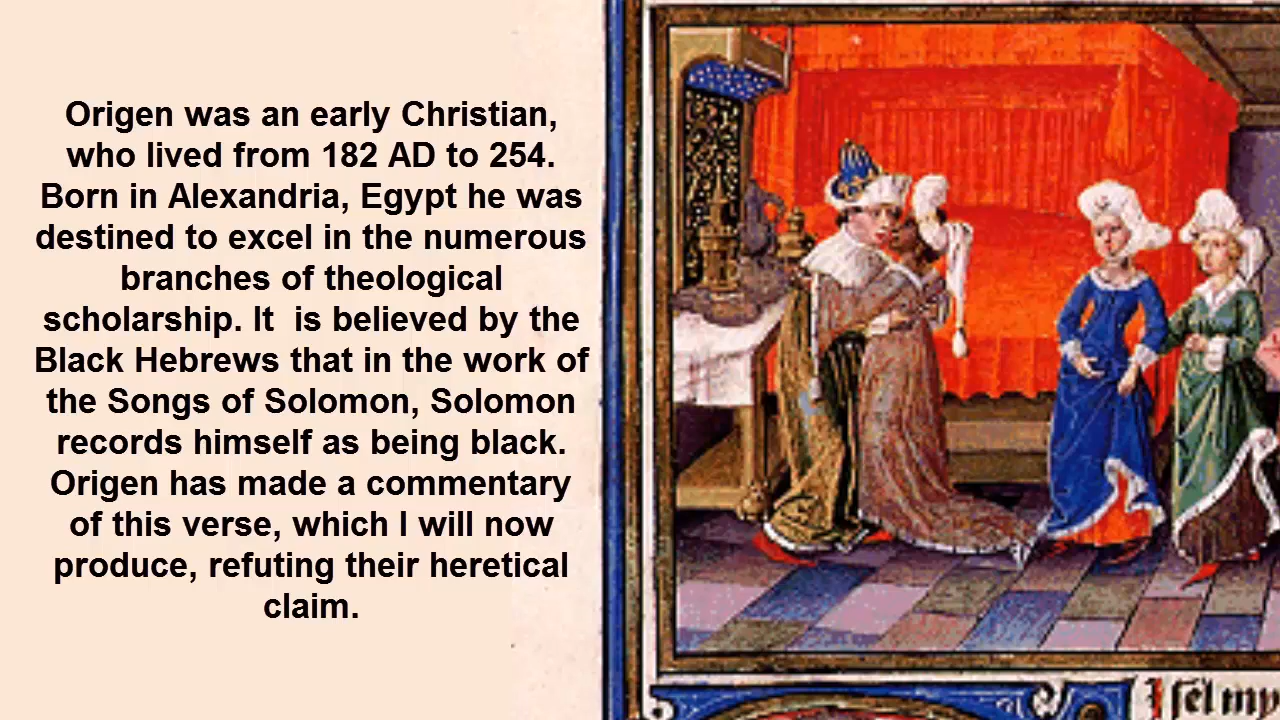 Origen was an early Christian,
who lived from 182 AD to 254.
Born in Alexandria, Egypt he was
destined to excel in the numerous
branches of theological
scholarship. It  is believed by the
Black Hebrews that in the work of
the Songs of Solomon, Solomon
records himself as being black.
Origen has made a commentary
of this verse, which I will now
produce, refuting their heretical
claim.